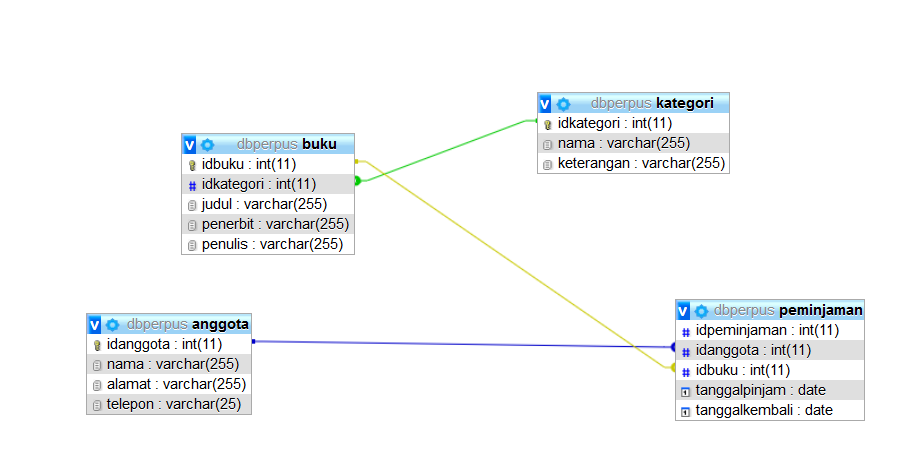 dbperpus kategori
idkategori : int(11)
nama : varchar(255)
keterangan : varchar(255)
dbperpus buku
idbuku : int(11)
idkategori : int(11)
judul : varchar(255)
penerbit : varchar(255)
penulis : varchar(255)
dbperpus anggota
idanggota : int(11)
nama : varchar(255)
alamat : varchar(255)
telepon : varchar(25)
dbperpus peminjaman
idpeminjaman : int(11)
idanggota : int(11)
idbuku : int(11)
tanggalpinjam : date
tanggalkembali : date